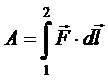 A = ∫₁² F⃗ · dl⃗